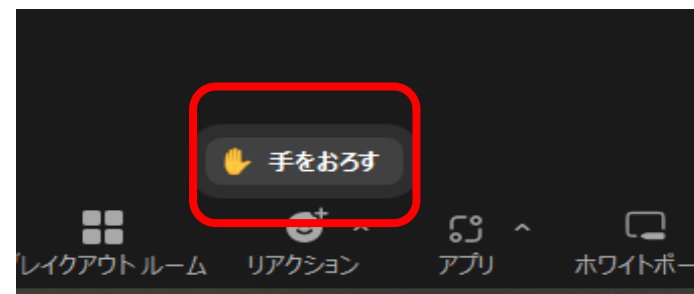 手をおろす
レイクアウト ルーム
リアクション
アプリ
ホワイトボー